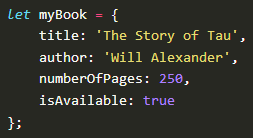 let myBook = {
    title: 'The Story of Tau',
    author: 'Will Alexander',
    numberOfPages: 250,
    isAvailable: true
};